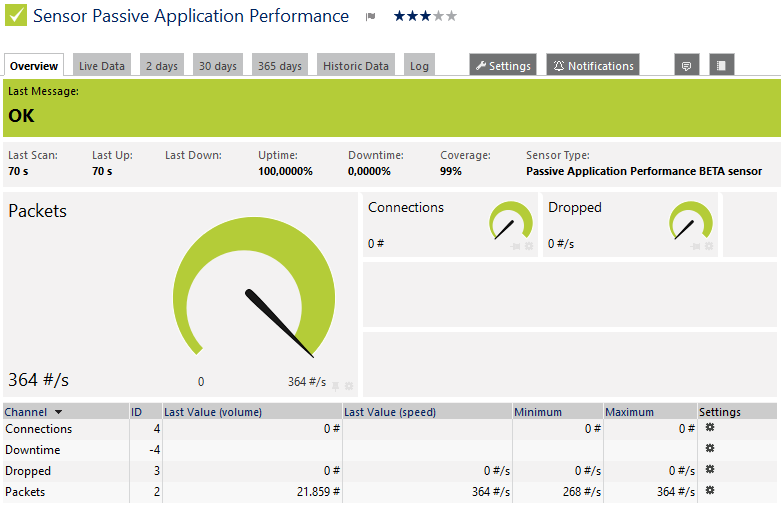 Sensor Passive Application Performance
Overview Live Data 2 days 30 days 365 days Historic Data Log Settings Notifications
Last Message:
OK
Last Scan: Last Up: Last Down: Uptime: Downtime: Coverage: Sensor Type:
70 s 70 s 100,0000% 0,0000% 99% Passive Application Performance BETA sensor
Packets
364 #/s
0 364 #/s
Connections
0 #
Dropped
0 #/s
Channel ID Last Value (volume) Last Value (speed) Minimum Maximum Settings
Connections 4 0 # 0 # 0 #
Downtime -4
Dropped 3 0 # 0 #/s 0 #/s 0 #/s
Packets 2 21.859 # 364 #/s 268 #/s 364 #/s